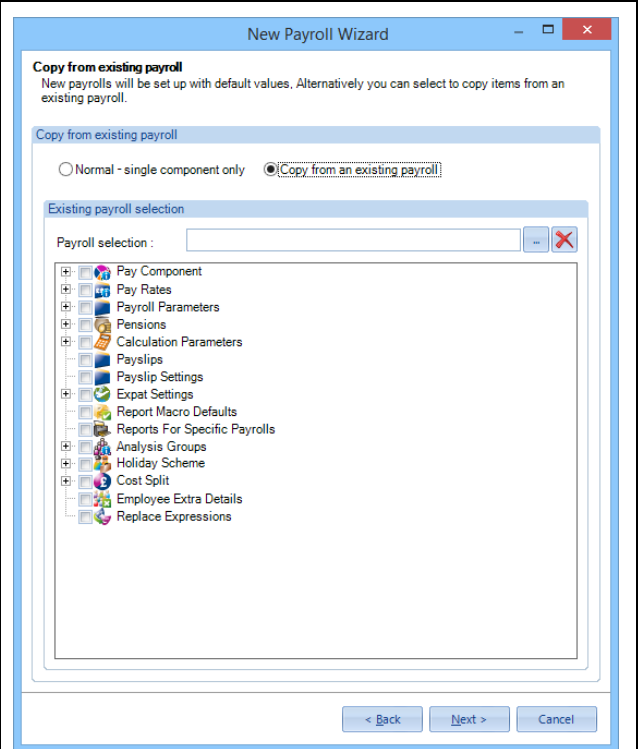 New Payroll Wizard
Copy from existing payroll
New payrolls will be set up with default values, Alternatively you can select to copy items from an
existing payroll.
Copy from existing payroll
Normal - single component only Copy from an existing payroll
Existing payroll selection
Payroll selection : ...
Pay Component
Pay Rates
Payroll Parameters
Pensions
Calculation Parameters
Payslips
Payslip Settings
Expat Settings
Report Macro Defaults
Reports For Specific Payrolls
Analysis Groups
Holiday Scheme
Cost Split
Employee Extra Details
Replace Expressions
< Back Next > Cancel